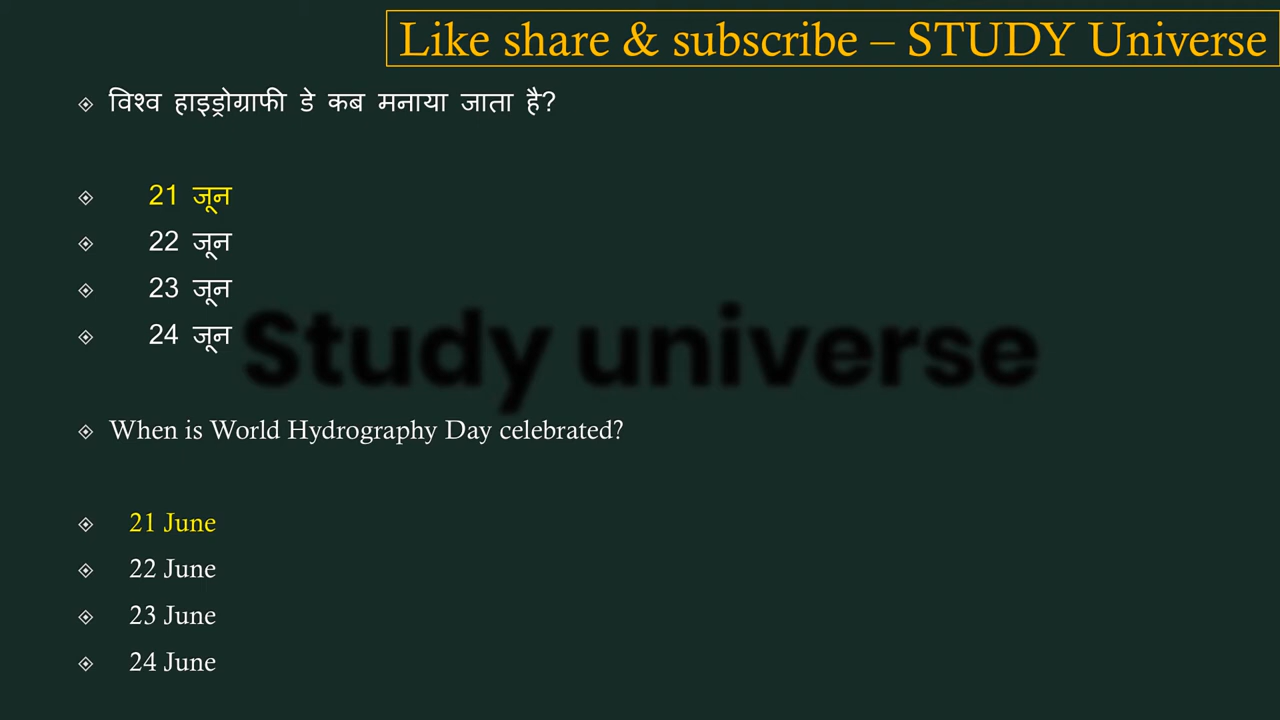 Like share & subscribe – STUDY Universe
विश्व हाइड्रोग्राफी डे कब मनाया जाता है?
21 जून
22 जून
23 जून
24 जून
Study universe
When is World Hydrography Day celebrated?
21 June
22 June
23 June
24 June